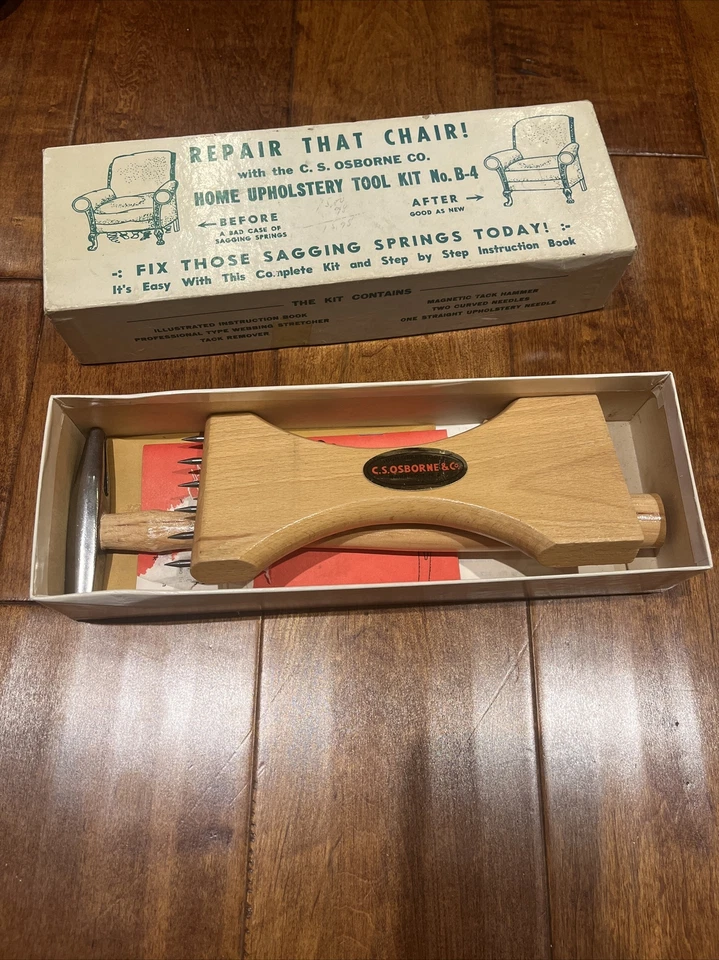 REPAIR THAT CHAIR!
with the C. S. OSBORNE CO.
HOME UPHOLSTERY TOOL KIT No. B-4
←BEFORE
A BAD CASE OF
SAGGING SPRINGS
AFTER→
GOOD AS NEW
-: FIX THOSE SAGGING SPRINGS TODAY! :-
It's Easy With This Complete Kit and Step by Step Instruction Book
THE KIT CONTAINS
ILLUSTRATED INSTRUCTION BOOK
PROFESSIONAL TYPE WEBBING STRETCHER
TACK REMOVER
MAGNETIC TACK HAMMER
TWO CURVED NEEDLES
ONE STRAIGHT UPHOLSTERY NEEDLE
C.S.OSBORNE & Co